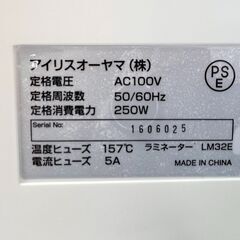 アイリスオーヤマ（株）
定格電圧 AC100V
定格周波数 50/60Hz
定格消費電力 250W
Serial No: 1606025
温度ヒューズ 157℃ ラミネーター LM32E
電流ヒューズ 5A MADE IN CHINA
PS
E